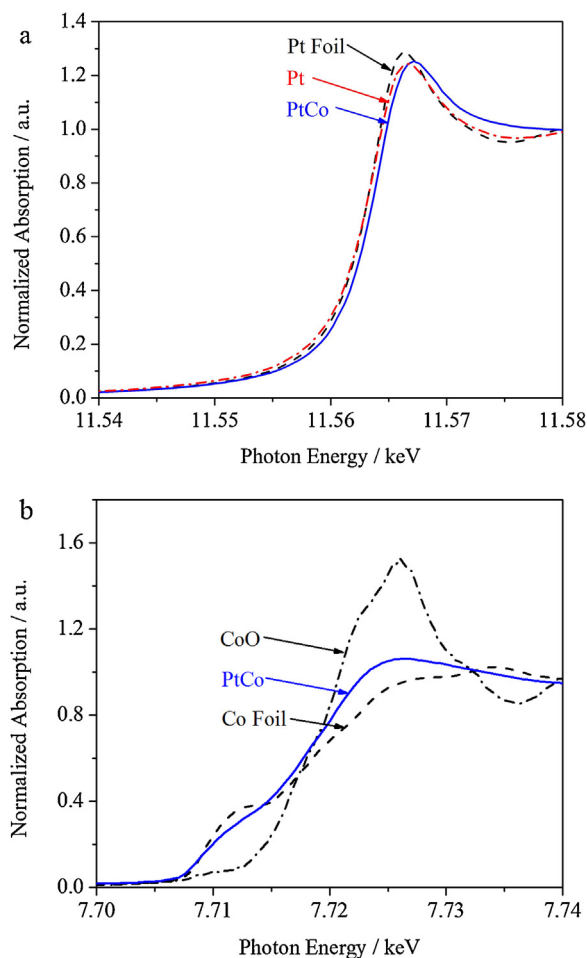 a
1.4
1.2
1.0
0.8
0.6
0.4
0.2
0.0
Normalized Absorption / a.u.
Pt Foil
Pt
PtCo
11.54
11.55
11.56
11.57
11.58
Photon Energy / keV
b
1.6
1.2
0.8
0.4
0.0
Normalized Absorption / a.u.
CoO
PtCo
Co Foil
7.70
7.71
7.72
7.73
7.74
Photon Energy / keV